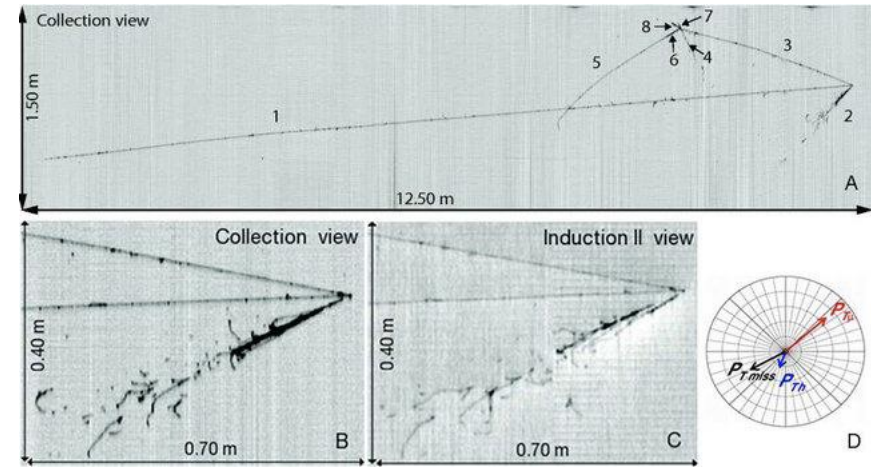 Collection view
1.50 m
12.50 m
1
2
3
4
5
6
7
8
A
Collection view
0.40 m
0.70 m
B
Induction II view
0.40 m
0.70 m
C
P_Tμ
P_T miss
P_Th
D